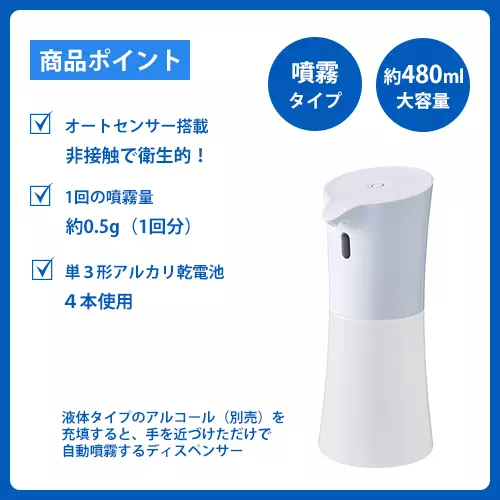 商品ポイント
噴霧
タイプ
約480ml
大容量
オートセンサー搭載
非接触で衛生的！
1回の噴霧量
約0.5g（1回分）
単３形アルカリ乾電池
４本使用
液体タイプのアルコール（別売）を
充填すると、手を近づけただけで
自動噴霧するディスペンサー